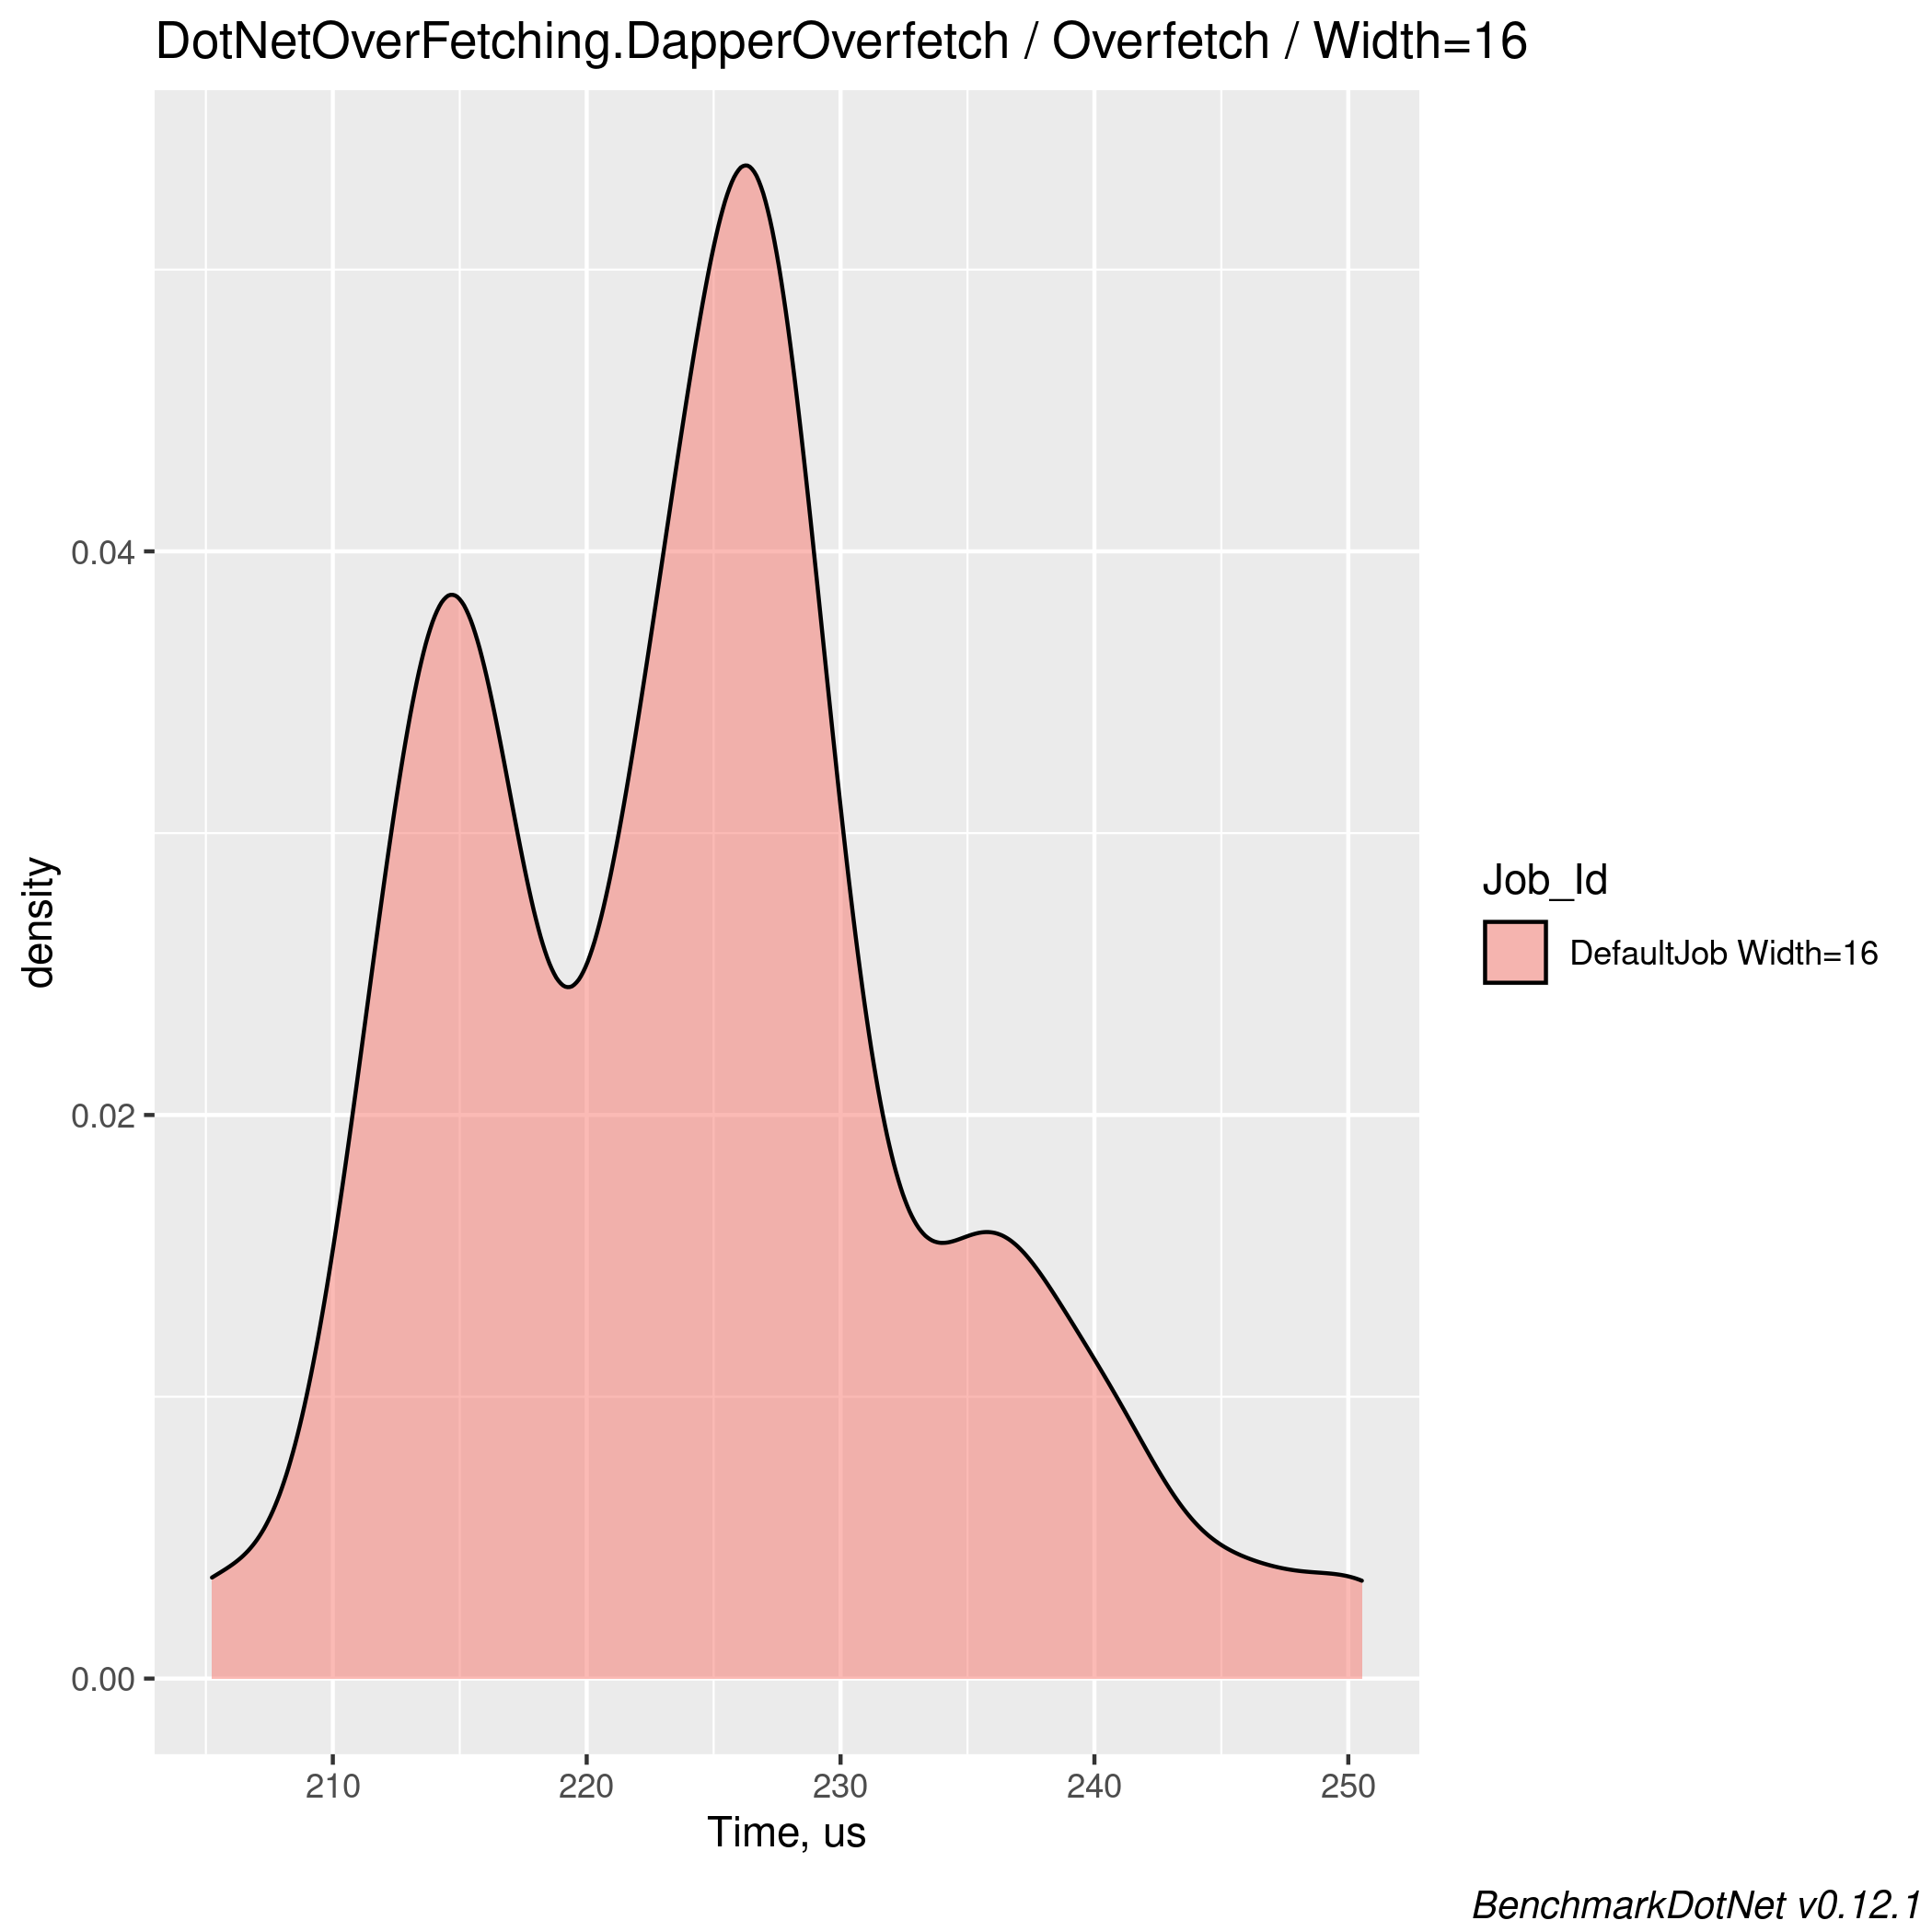 DotNetOverFetching.DapperOverfetch / Overfetch / Width=16
density
0.04
0.02
0.00
210 220 230 240 250
Time, us
Job_Id
DefaultJob Width=16
BenchmarkDotNet v0.12.1